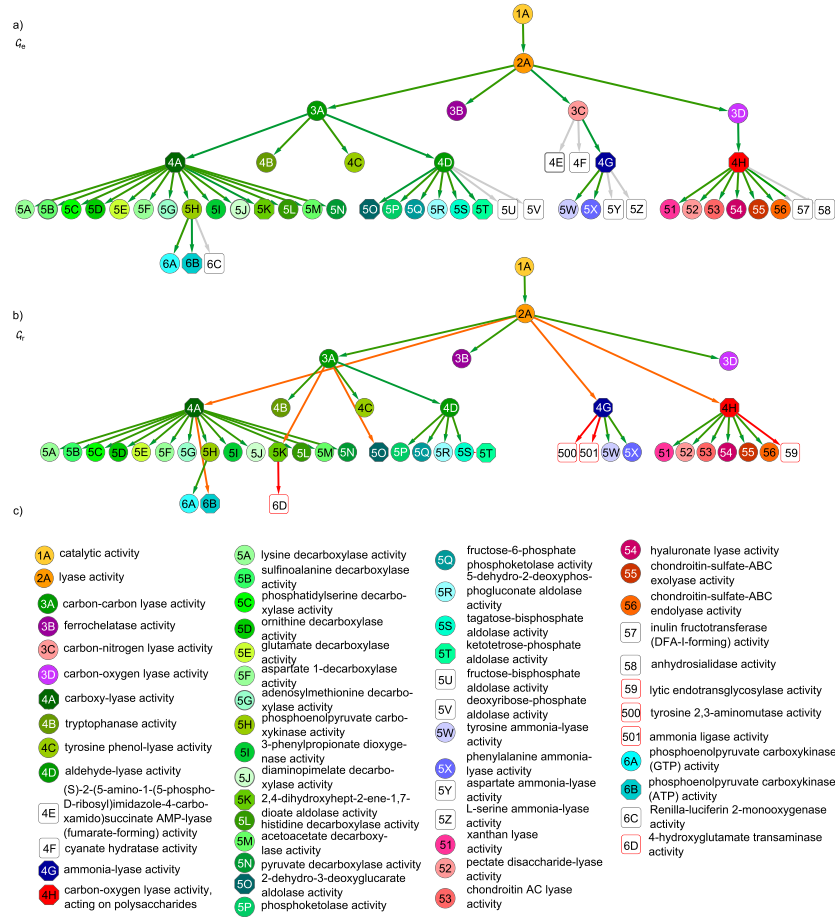 a)
𝒢e
1A
2A
3A 3B 3C 3D
4A 4B 4C 4D 4E 4F 4G 4H
5A 5B 5C 5D 5E 5F 5G 5H 5I 5J 5K 5L 5M 5N 5O 5P 5Q 5R 5S 5T 5U 5V 5W 5X 5Y 5Z 51 52 53 54 55 56 57 58
6A 6B 6C
b)
𝒢r
1A
2A
3A 3B 3D
4A 4B 4C 4D 4G 4H
5A 5B 5C 5D 5E 5F 5G 5H 5I 5J 5K 5L 5M 5N 5O 5P 5Q 5R 5S 5T 500 501 5W 5X 51 52 53 54 55 56 59
6A 6B 6D
c)
1A catalytic activity
2A lyase activity
3A carbon-carbon lyase activity
3B ferrochelatase activity
3C carbon-nitrogen lyase activity
3D carbon-oxygen lyase activity
4A carboxy-lyase activity
4B tryptophanase activity
4C tyrosine phenol-lyase activity
4D aldehyde-lyase activity
(S)-2-(5-amino-1-(5-phospho-
D-ribosyl)imidazole-4-carbo-
4E xamido)succinate AMP-lyase
(fumarate-forming) activity
4F cyanate hydratase activity
4G ammonia-lyase activity
4H carbon-oxygen lyase activity,
acting on polysaccharides
5A lysine decarboxylase activity
5B sulfinoalanine decarboxylase
activity
5C phosphatidylserine decarbo-
xylase activity
5D ornithine decarboxylase
activity
5E glutamate decarboxylase
activity
5F aspartate 1-decarboxylase
activity
5G adenosylmethionine decarbo-
xylase activity
5H phosphoenolpyruvate carbo-
xykinase activity
5I 3-phenylpropionate dioxyge-
nase activity
5J diaminopimelate decarbo-
xylase activity
5K 2,4-dihydroxyhept-2-ene-1,7-
dioate aldolase activity
5L histidine decarboxylase activity
5M acetoacetate decarboxy-
lase activity
5N pyruvate decarboxylase activity
5O 2-dehydro-3-deoxyglucarate
aldolase activity
5P phosphoketolase activity
5Q fructose-6-phosphate
phosphoketolase activity
5R 5-dehydro-2-deoxyphos-
phogluconate aldolase
activity
5S tagatose-bisphosphate
aldolase activity
5T ketotetrose-phosphate
aldolase activity
5U fructose-bisphosphate
aldolase activity
5V deoxyribose-phosphate
aldolase activity
5W tyrosine ammonia-lyase
activity
5X phenylalanine ammonia-
lyase activity
5Y aspartate ammonia-lyase
activity
5Z L-serine ammonia-lyase
activity
51 xanthan lyase
activity
52 pectate disaccharide-lyase
activity
53 chondroitin AC lyase
activity
54 hyaluronate lyase activity
55 chondroitin-sulfate-ABC
exolyase activity
56 chondroitin-sulfate-ABC
endolyase activity
57 inulin fructotransferase
(DFA-I-forming) activity
58 anhydrosialidase activity
59 lytic endotransglycosylase activity
500 tyrosine 2,3-aminomutase activity
501 ammonia ligase activity
6A phosphoenolpyruvate carboxykinase
(GTP) activity
6B phosphoenolpyruvate carboxykinase
(ATP) activity
6C Renilla-luciferin 2-monooxygenase
activity
6D 4-hydroxyglutamate transaminase
activity